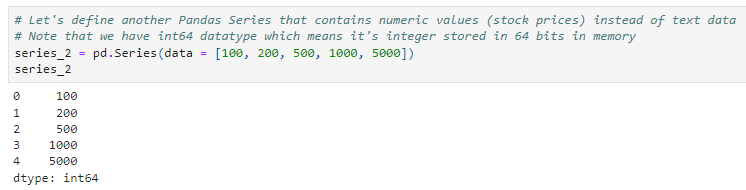 # Let's define another Pandas Series that contains numeric values (stock prices) instead of text data
# Note that we have int64 datatype which means it's integer stored in 64 bits in memory
series_2 = pd.Series(data = [100, 200, 500, 1000, 5000])
series_2
0     100
1     200
2     500
3    1000
4    5000
dtype: int64